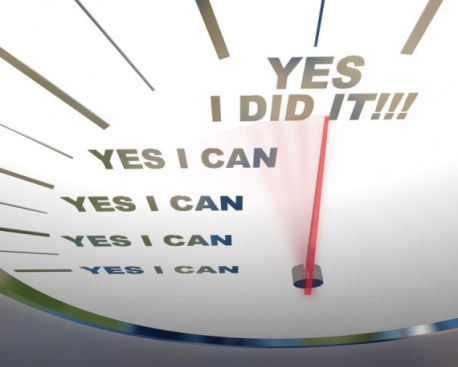 YES
I DID IT!!!
YES I CAN
YES I CAN
YES I CAN
YES I CAN